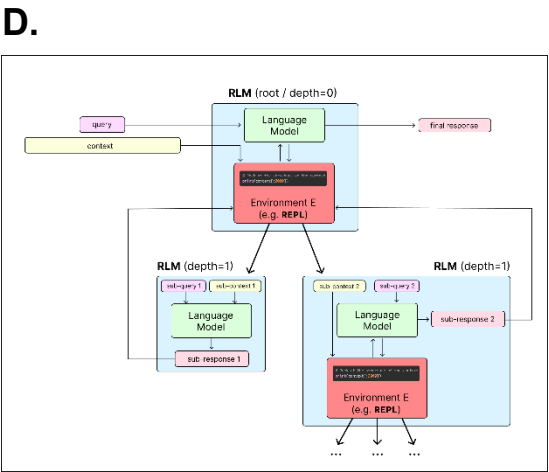 D.
RLM (root / depth=0)
query
Language
Model
final response
context
Environment E
(e.g. REPL)
RLM (depth=1)
RLM (depth=1)
sub-query 1
sub-context 1
sub context 2
sub-query 2
Language
Model
Language
Model
sub-response 2
sub-response 1
Environment E
(e.g. REPL)
...
...
...